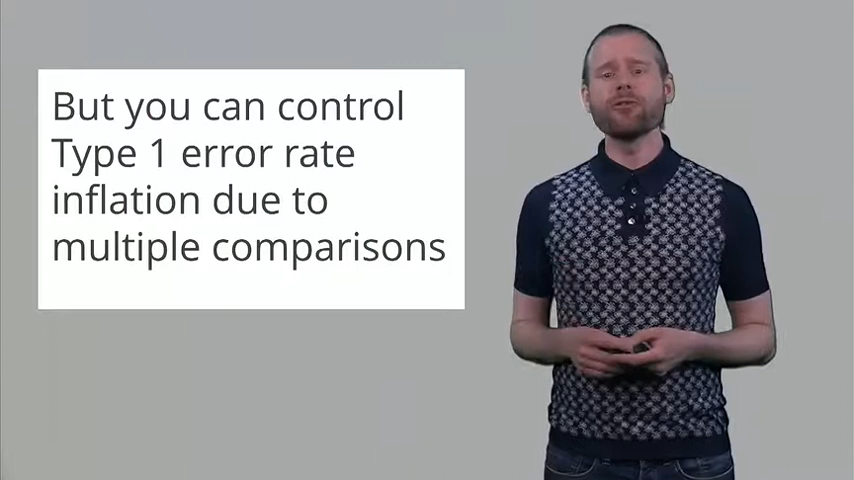 But you can control
Type 1 error rate
inflation due to
multiple comparisons